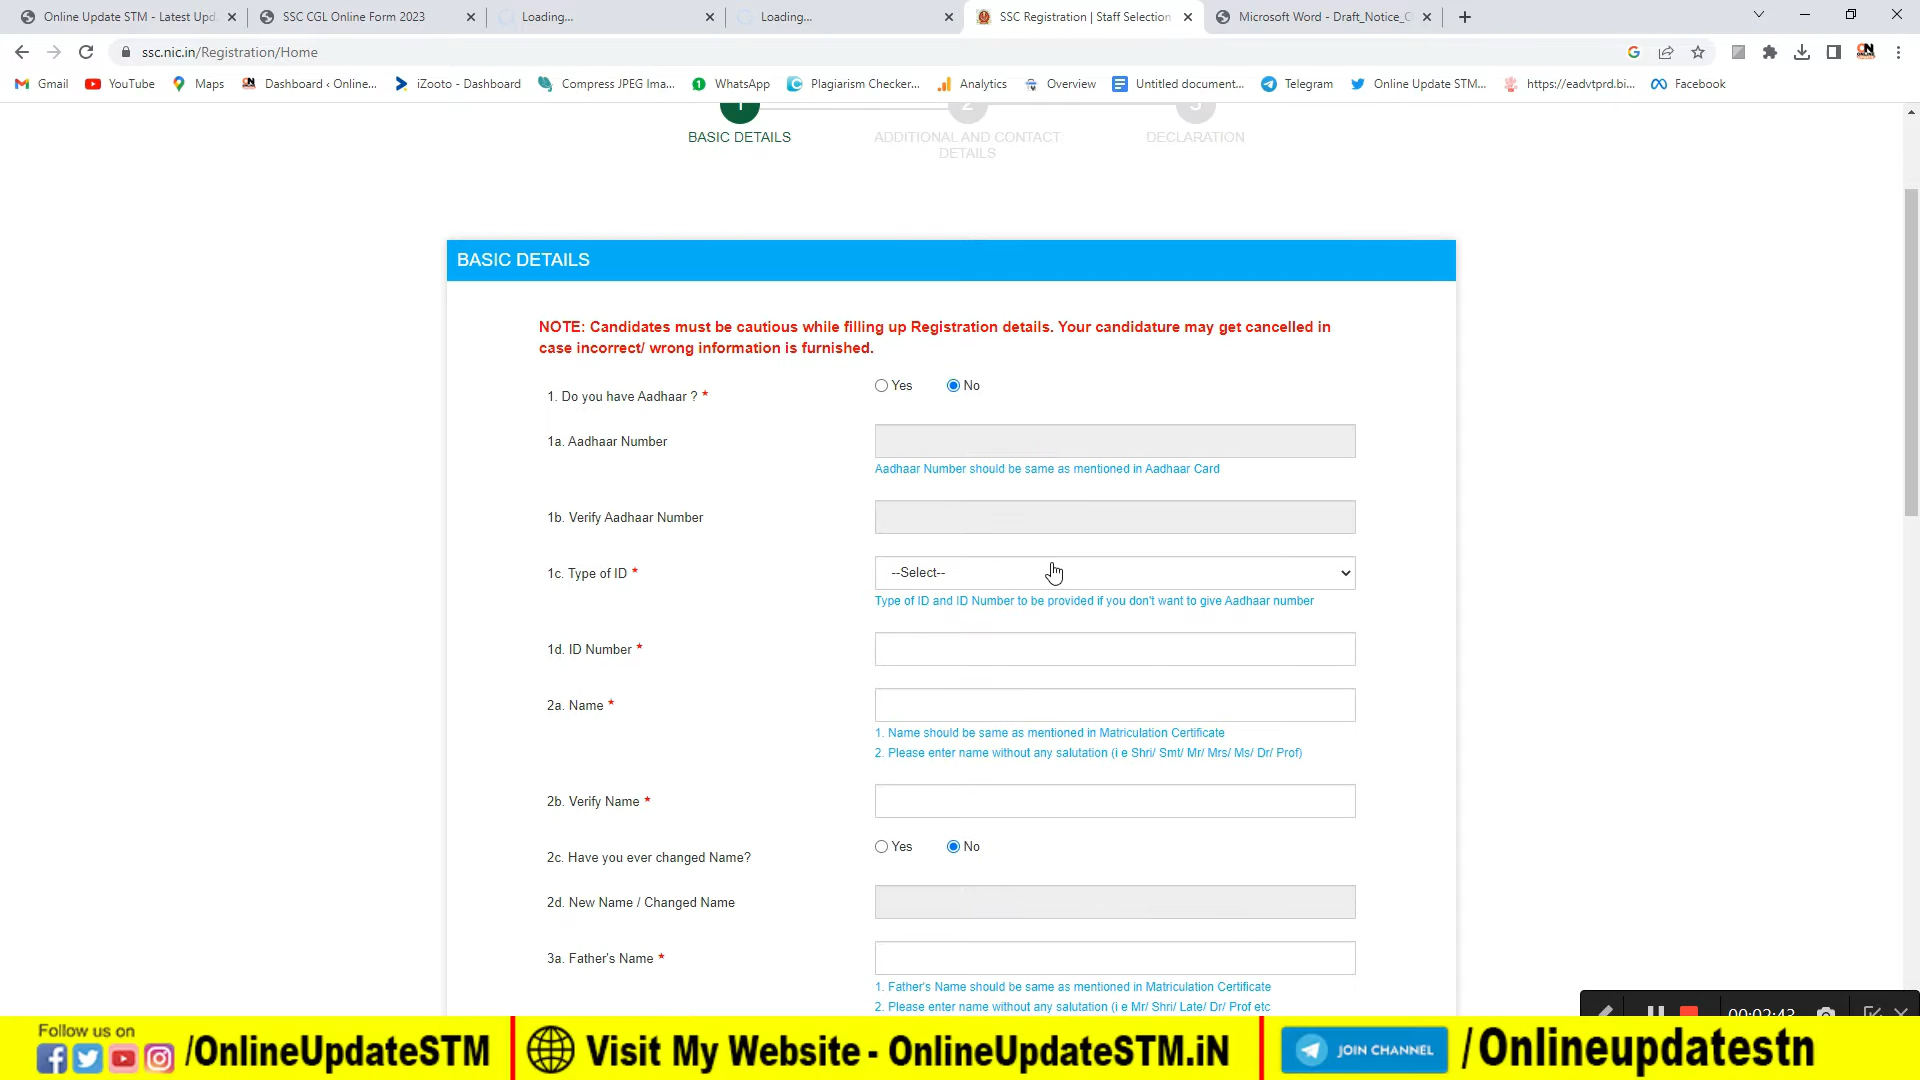 Online Update STM - Latest Upd
SSC CGL Online Form 2023
Loading...
Loading...
SSC Registration | Staff Selection
Microsoft Word - Draft_Notice_C
ssc.nic.in/Registration/Home
Gmail
YouTube
Maps
Dashboard ‹ Online...
iZooto - Dashboard
Compress JPEG Ima...
WhatsApp
Plagiarism Checker...
Analytics
Overview
Untitled document...
Telegram
Online Update STM...
https://eadvtprd.bi...
Facebook
1
2
3
BASIC DETAILS
ADDITIONAL AND CONTACT
DETAILS
DECLARATION
BASIC DETAILS
NOTE: Candidates must be cautious while filling up Registration details. Your candidature may get cancelled in
case incorrect/ wrong information is furnished.
1. Do you have Aadhaar ? *
Yes No
1a. Aadhaar Number
Aadhaar Number should be same as mentioned in Aadhaar Card
1b. Verify Aadhaar Number
1c. Type of ID *
--Select--
Type of ID and ID Number to be provided if you don't want to give Aadhaar number
1d. ID Number *
2a. Name *
1. Name should be same as mentioned in Matriculation Certificate
2. Please enter name without any salutation (i e Shri/ Smt/ Mr/ Mrs/ Ms/ Dr/ Prof)
2b. Verify Name *
2c. Have you ever changed Name?
Yes No
2d. New Name / Changed Name
3a. Father's Name *
1. Father's Name should be same as mentioned in Matriculation Certificate
2. Please enter name without any salutation (i e Mr/ Shri/ Late/ Dr/ Prof etc
00:02:43
Follow us on
/OnlineUpdateSTM
Visit My Website - OnlineUpdateSTM.iN
JOIN CHANNEL
/Onlineupdatestn